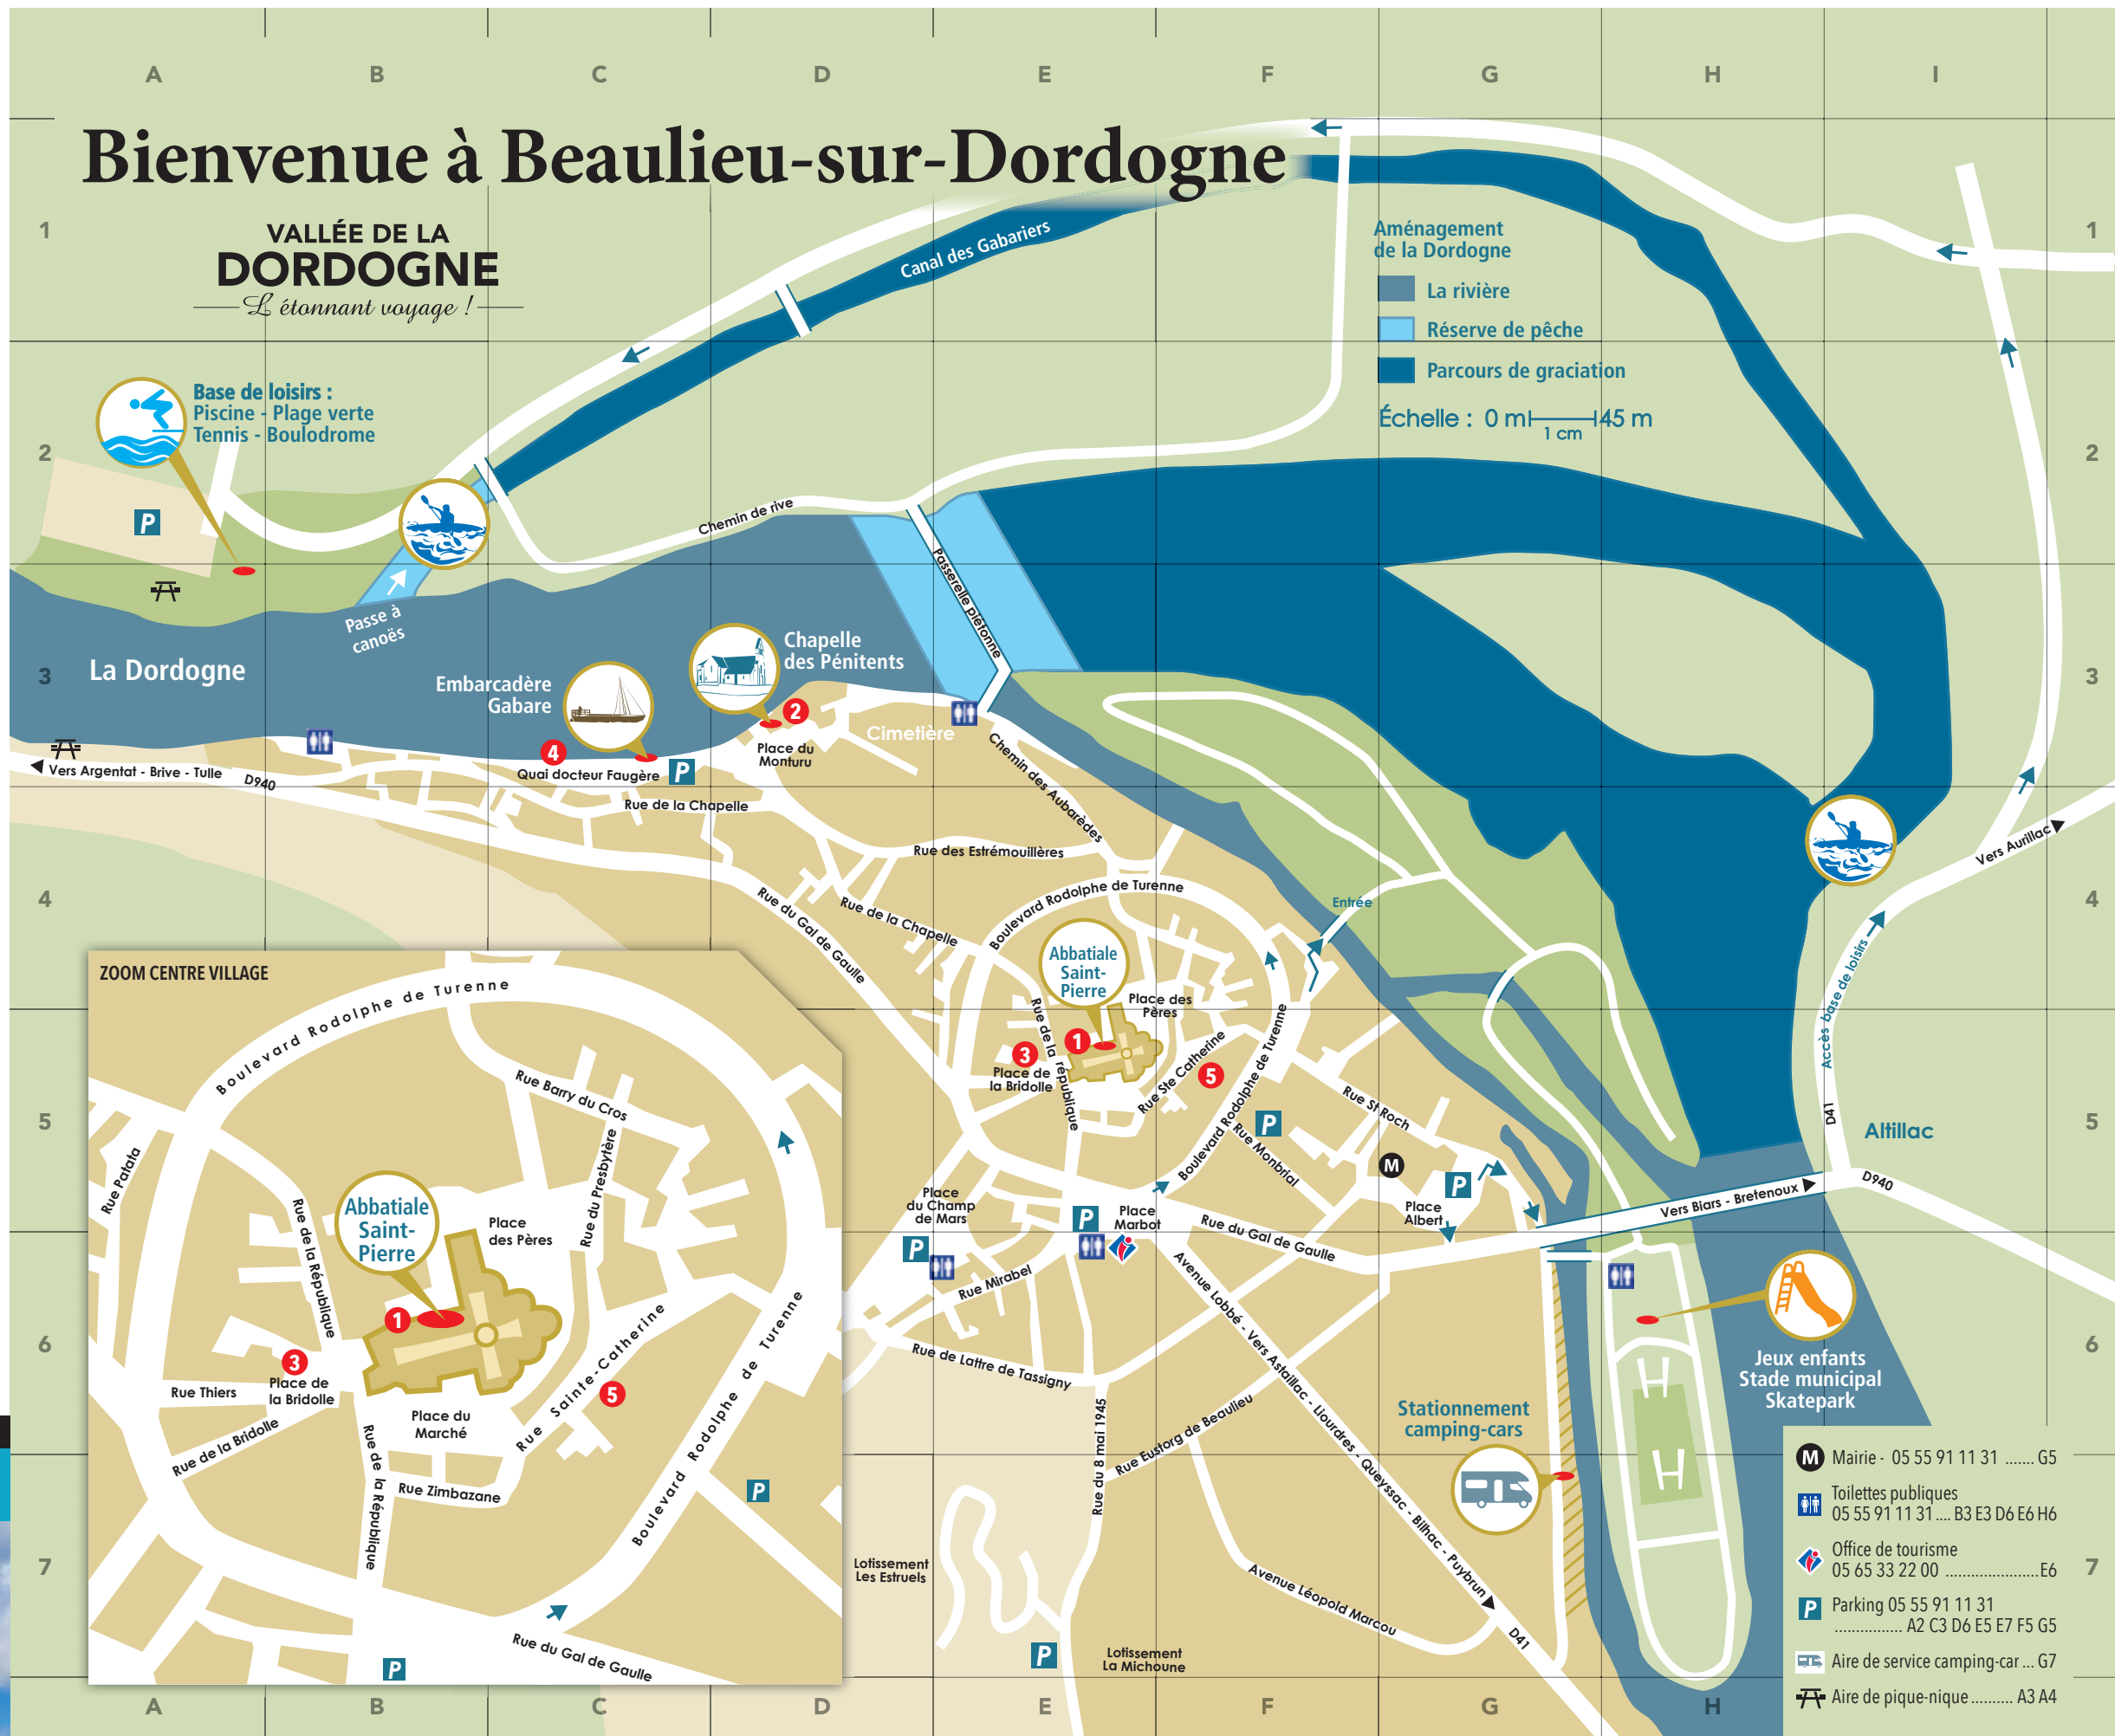 A B C D E F G H I
Bienvenue à Beaulieu-sur-Dordogne
VALLÉE DE LA
DORDOGNE
L'étonnant voyage !
1
1
Canal des Gabariers
Aménagement
de la Dordogne
La rivière
Réserve de pêche
Parcours de graciation
Échelle : 0 m 45 m
1 cm
Base de loisirs :
Piscine - Plage verte
Tennis - Boulodrome
2
2
P
Chemin de rive
Passerelle piétonne
Passe à
canoës
La Dordogne
3
3
Chapelle
des Pénitents
2
Embarcadère
Gabare
4
Quai docteur Faugère
P
Place du
Monturu
Cimetière
Chemin des Aubarèdes
Vers Argentat - Brive - Tulle
D940
Rue de la Chapelle
Rue des Estrémouillères
Vers Aurillac
4
4
Rue du Gal de Gaulle
Rue de la Chapelle
Boulevard Rodolphe de Turenne
Entrée
Abbatiale
Saint-
Pierre
Place des
Pères
Accès base de loisirs
D41
Rue de la république
1
3
Place de
la Bridolle
Rue Ste Catherine
5
Boulevard Rodolphe de Turenne
5
5
P
Rue St Roch
Rue Monbrial
M
P
Altillac
Place
Albert
Place
du Champ
de Mars
P
P
Place
Marbot
Rue du Gal de Gaulle
Vers Biars - Bretenoux
D940
Rue Mirabel
Rue de Lattre de Tassigny
Avenue Lobbé - Vers Astaillac - Liourdres - Queyssac - Bilhac - Puybrun
D41
6
6
Jeux enfants
Stade municipal
Skatepark
Stationnement
camping-cars
Rue du 8 mai 1945
Rue Eustorg de Beaulieu
Avenue Léopold Marcou
Lotissement
Les Estruels
P
Lotissement
La Michoune
7
7
ZOOM CENTRE VILLAGE
Boulevard Rodolphe de Turenne
Rue Barry du Cros
Rue du Presbytère
Rue Patata
Rue de la République
Abbatiale
Saint-
Pierre
Place
des Pères
1
3
Place de
la Bridolle
Rue Thiers
Rue de la Bridolle
Place du
Marché
Rue Sainte-Catherine
5
Boulevard Rodolphe de Turenne
Rue de la République
Rue Zimbazane
P
P
Rue du Gal de Gaulle
M Mairie - 05 55 91 11 31 ....... G5
Toilettes publiques
05 55 91 11 31.... B3 E3 D6 E6 H6
Office de tourisme
05 65 33 22 00 ......................E6
P Parking 05 55 91 11 31
................ A2 C3 D6 E5 E7 F5 G5
Aire de service camping-car ... G7
Aire de pique-nique .......... A3 A4
A B C D E F G H